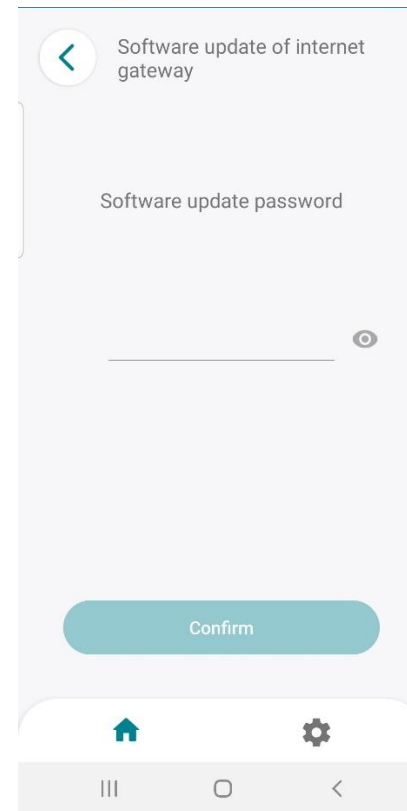 Software update of internet
gateway
Software update password
Confirm